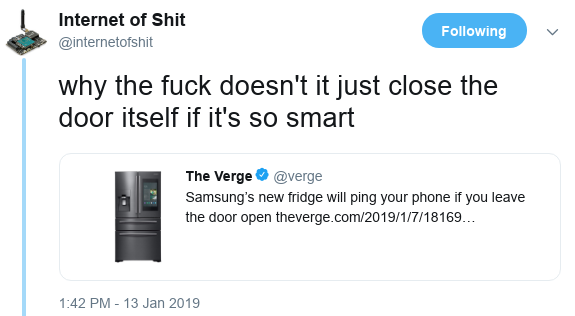 Internet of Shit
@internetofshit
Following
why the fuck doesn't it just close the
door itself if it's so smart
The Verge @verge
Samsung's new fridge will ping your phone if you leave
the door open theverge.com/2019/1/7/18169…
1:42 PM - 13 Jan 2019